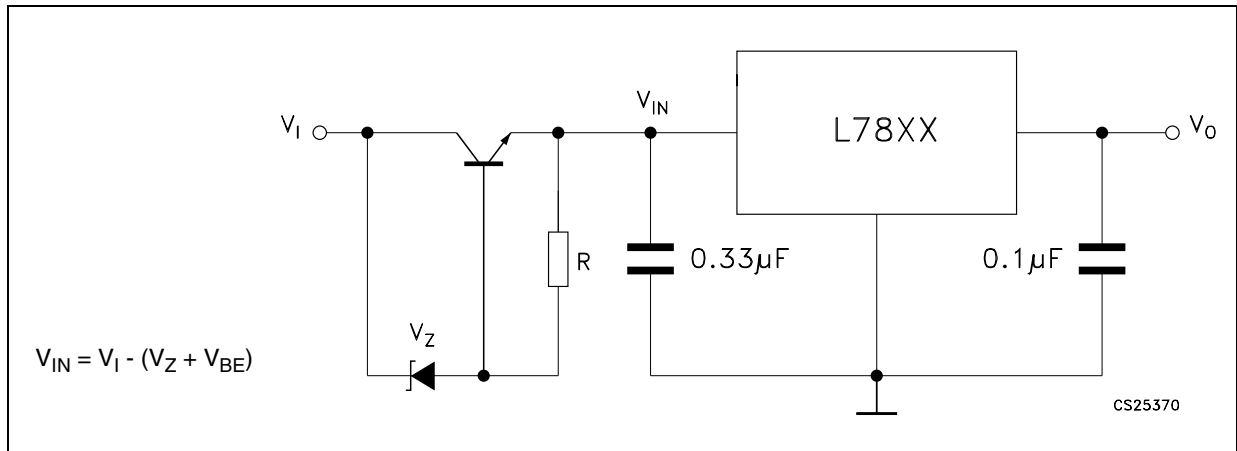 V_IN
V_I
L78XX
V_O
R
0.33µF
0.1µF
V_Z
V_IN = V_I - (V_Z + V_BE)
CS25370